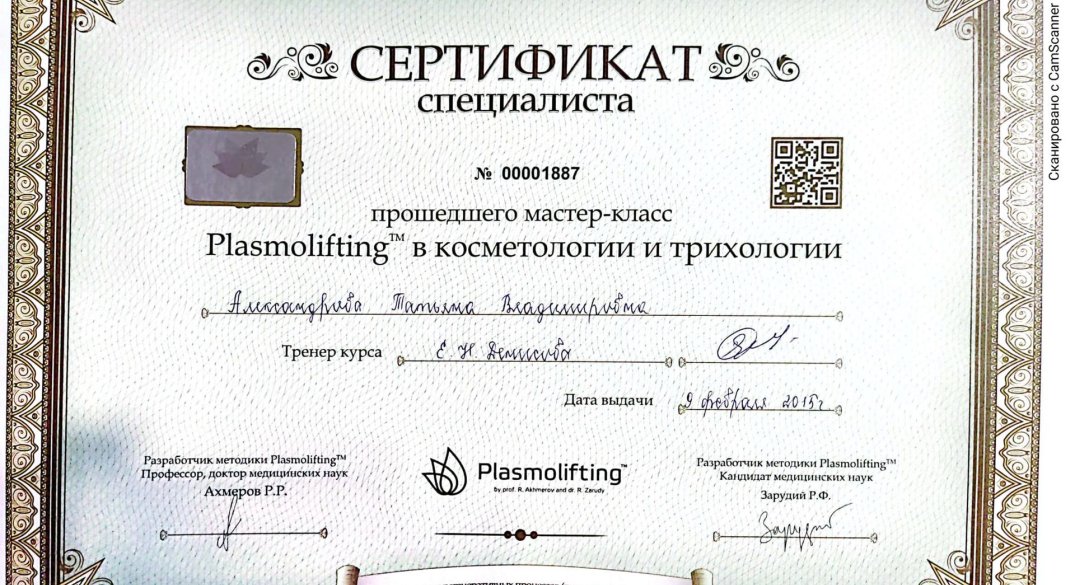 СЕРТИФИКАТ
специалиста
№ 00001887
прошедшего мастер-класс
Plasmolifting™ в косметологии и трихологии
Александрова Татьяна Владимировна
Тренер курса Е. Н. Денисова
Дата выдачи 9 февраля 2015г.
Разработчик методики Plasmolifting™
Профессор, доктор медицинских наук
Ахмеров Р.Р.
Plasmolifting™
by prof. R. Akhmerov and dr. R. Zarudy
Разработчик методики Plasmolifting™
Кандидат медицинских наук
Зарудий Р.Ф.
Сканировано с CamScanner